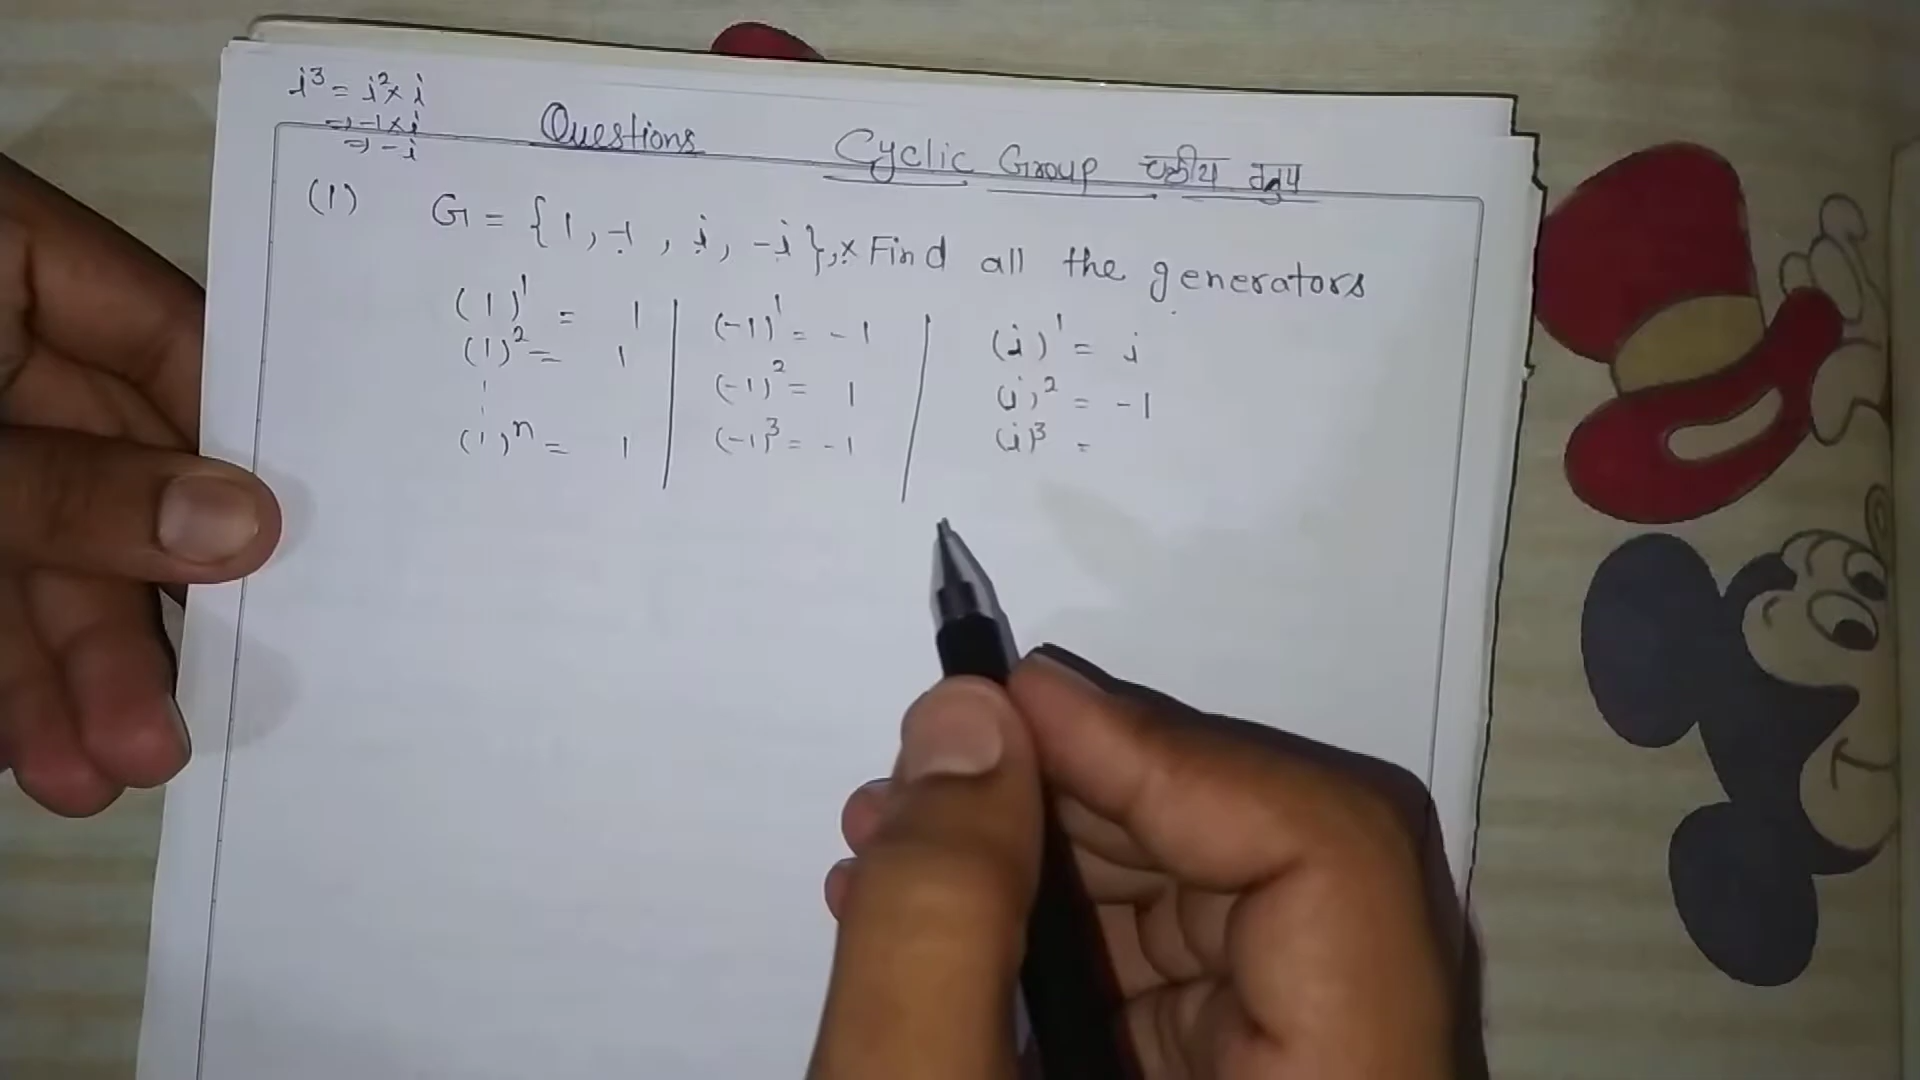 i³ = i² × i
⇒ -1 × i
⇒ -i
Questions
Cyclic Group चक्रीय समुह
(1) G = {1, -1, i, -i}, × Find all the generators
(1)¹ = 1
(1)² = 1
(1)ⁿ = 1
(-1)¹ = -1
(-1)² = 1
(-1)³ = -1
(i)¹ = i
(i)² = -1
(i)³ =